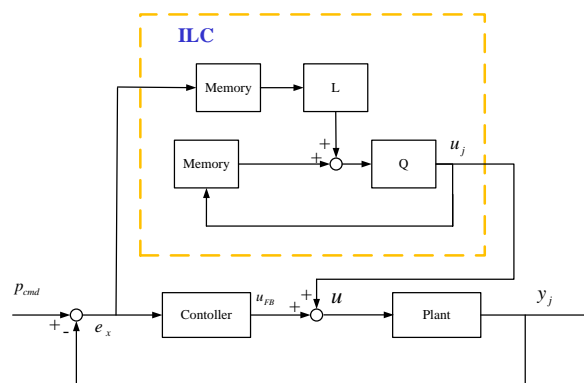 ILC
Memory
L
+
Memory
+
Q
u_j
p_cmd
+
-
e_x
Contoller
u_FB
+
+
u
Plant
y_j